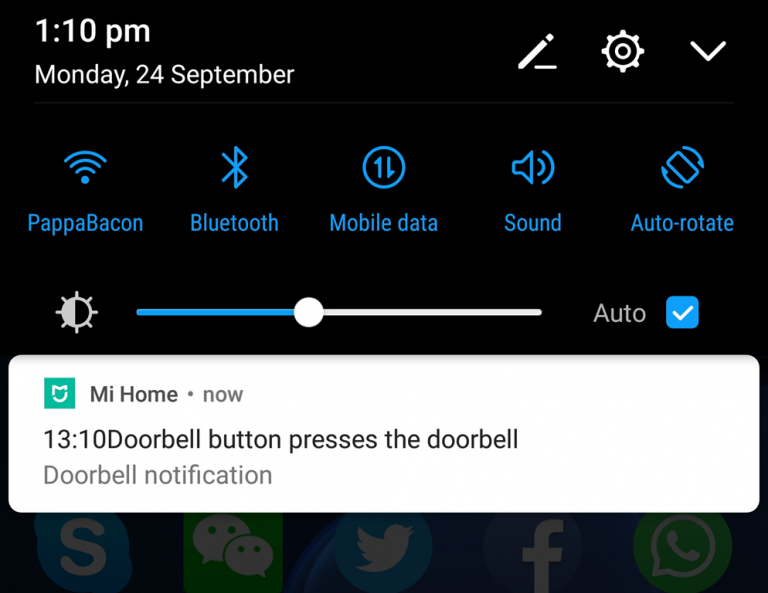 1:10 pm
Monday, 24 September
PappaBacon Bluetooth Mobile data Sound Auto-rotate
Auto
Mi Home • now
13:10Doorbell button presses the doorbell
Doorbell notification